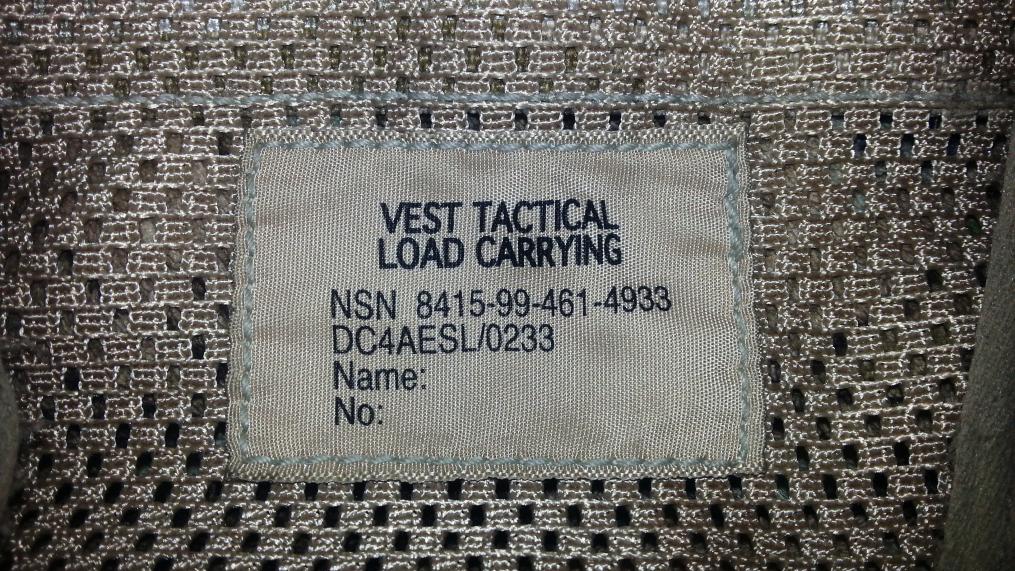 VEST TACTICAL
LOAD CARRYING
NSN 8415-99-461-4933
DC4AESL/0233
Name:
No: